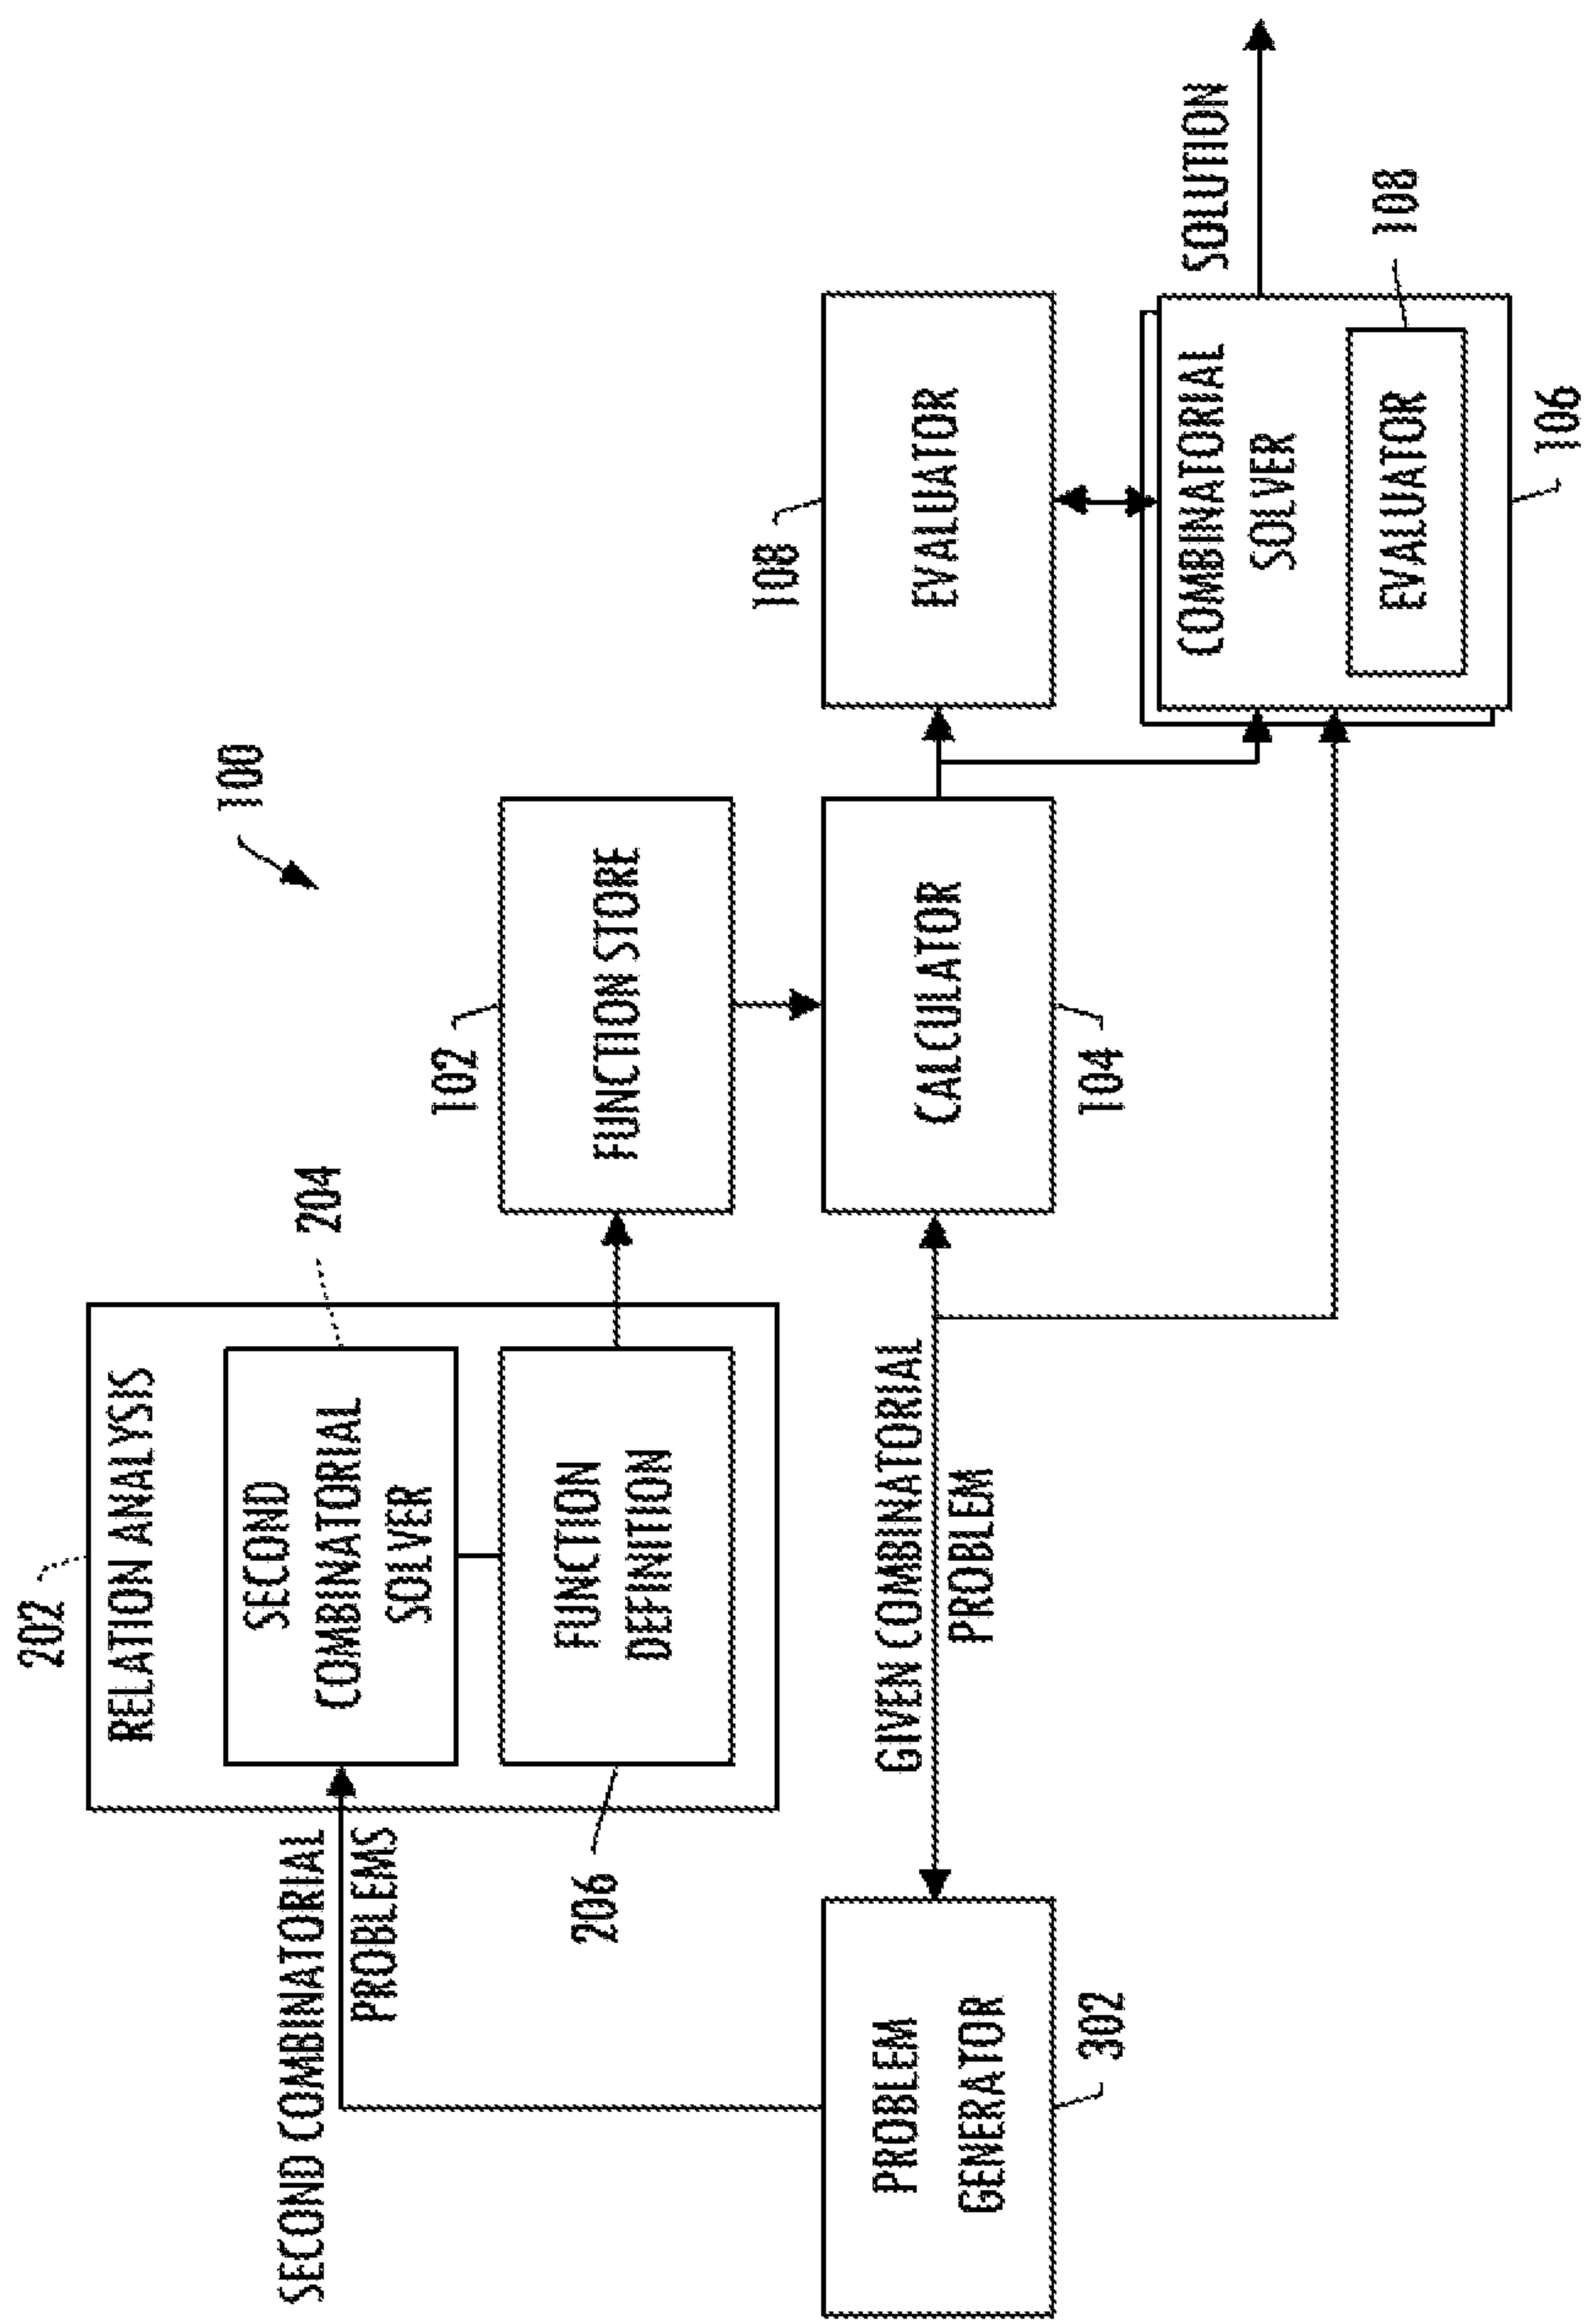 100
202
RELATION ANALYSIS
204
SECOND
COMBINATORIAL
SOLVER
SECOND COMBINATORIAL
PROBLEMS
FUNCTION
DEFINITION
206
102
FUNCTION STORE
108
EVALUATOR
CALCULATOR
104
GIVEN COMBINATORIAL
PROBLEM
PROBLEM
GENERATOR
302
COMBINATORIAL
SOLVER
EVALUATOR
108
106
SOLUTION